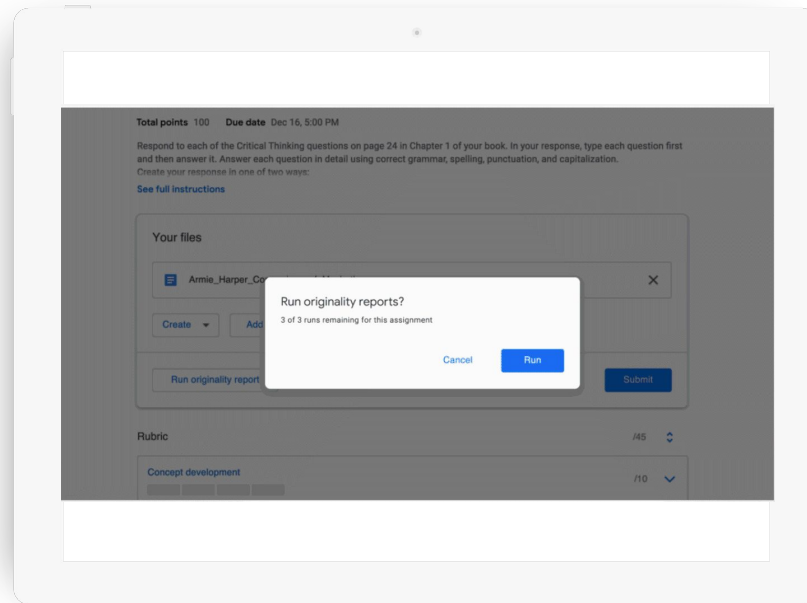 Total points 100 Due date Dec 16, 5:00 PM
Respond to each of the Critical Thinking questions on page 24 in Chapter 1 of your book. In your response, type each question first
and then answer it. Answer each question in detail using correct grammar, spelling, punctuation, and capitalization.
Create your response in one of two ways:
See full instructions
Your files
Armie_Harper_Co
Run originality reports?
3 of 3 runs remaining for this assignment
Create Add
Cancel Run
Run originality report Submit
Rubric /45
Concept development /10